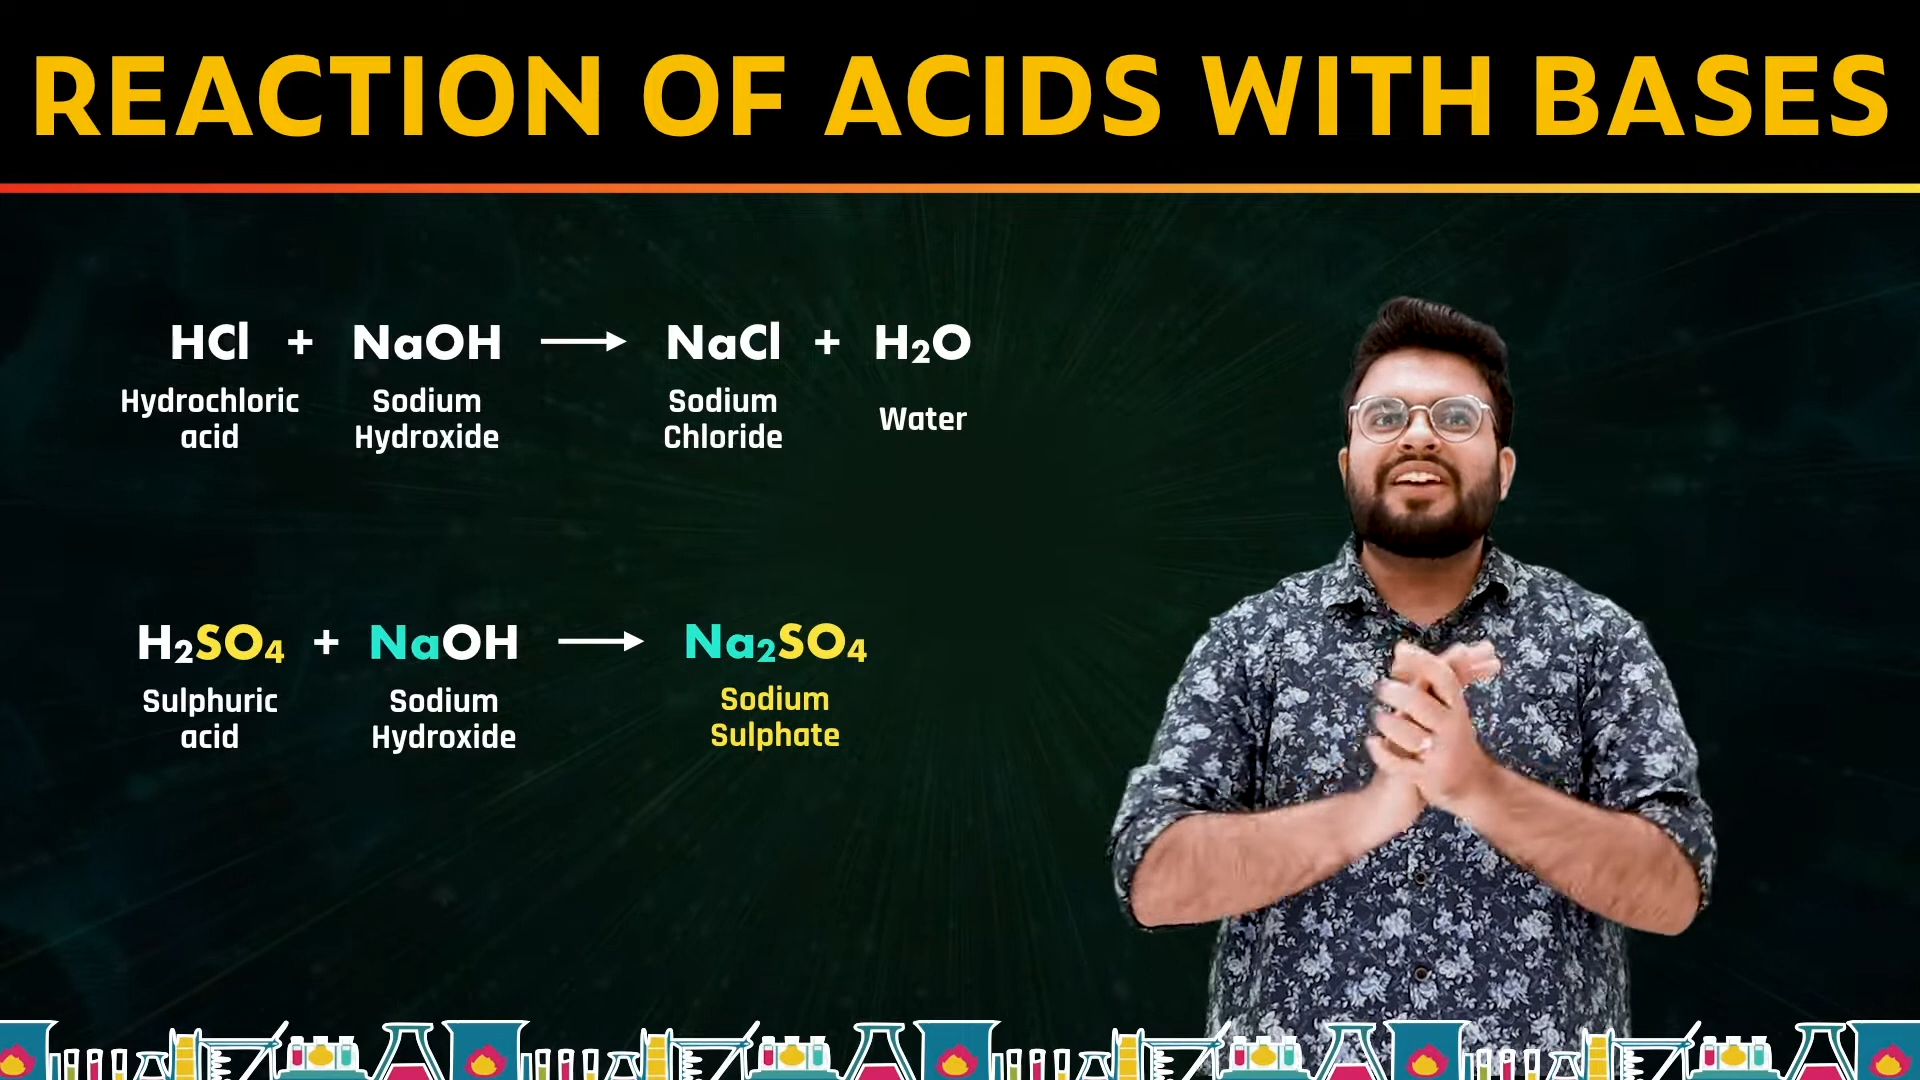 REACTION OF ACIDS WITH BASES
HCl + NaOH ⟶ NaCl + H₂O
Hydrochloric acid
Sodium Hydroxide
Sodium Chloride
Water
H₂SO₄ + NaOH ⟶ Na₂SO₄
Sulphuric acid
Sodium Hydroxide
Sodium Sulphate